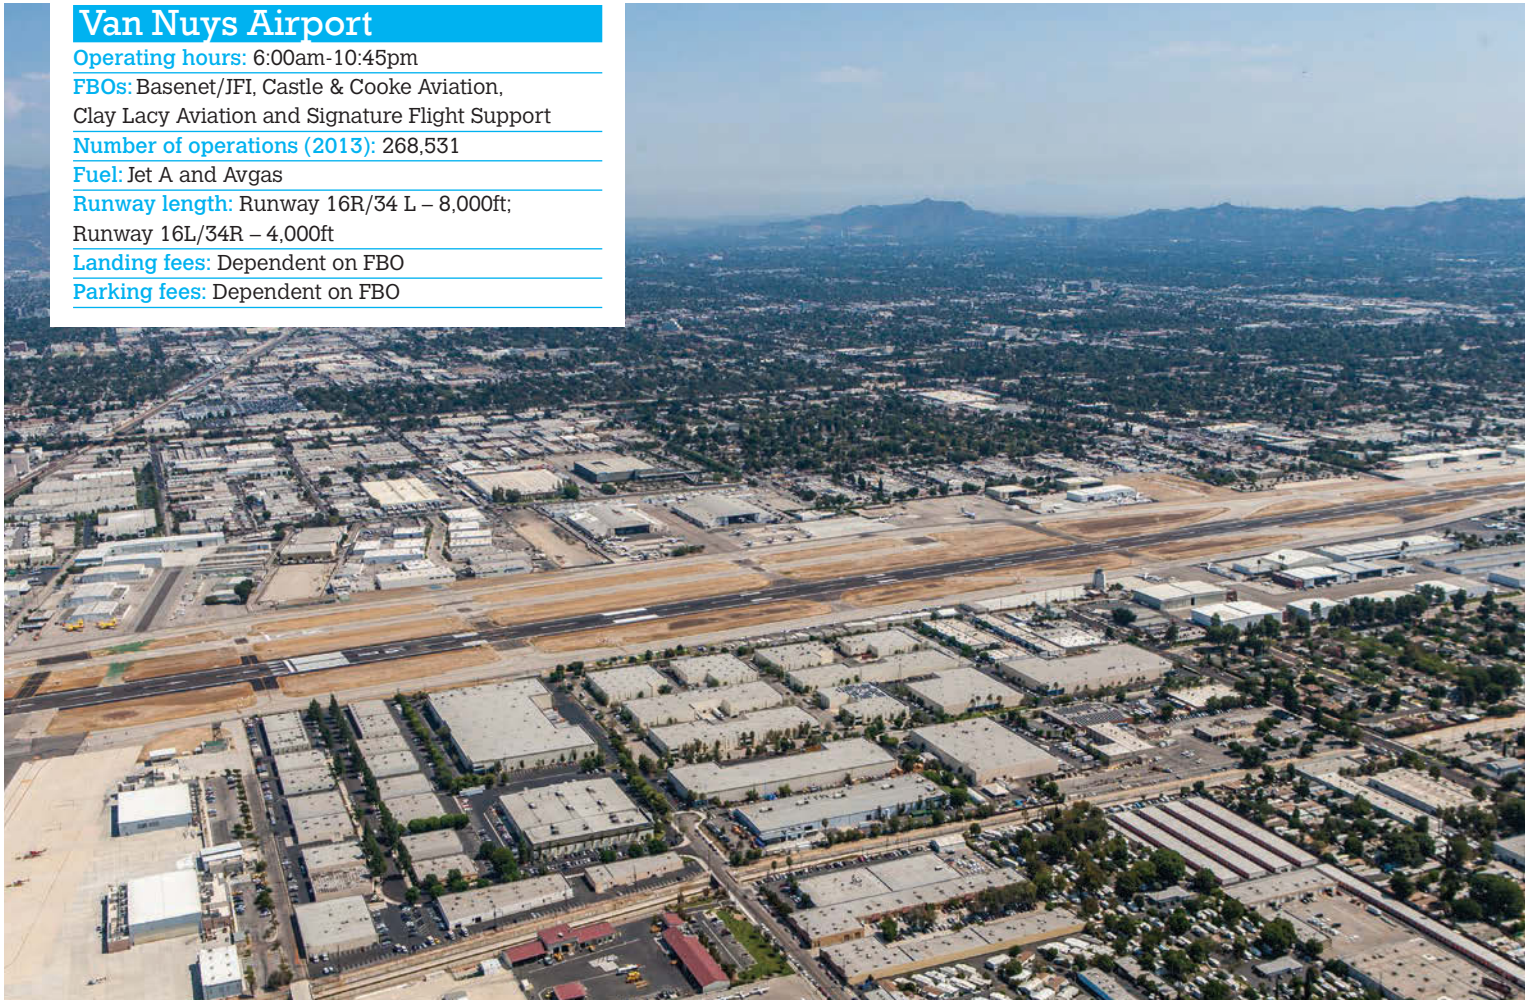 Van Nuys Airport
Operating hours: 6:00am-10:45pm
FBOs: Basenet/JFI, Castle & Cooke Aviation,
Clay Lacy Aviation and Signature Flight Support
Number of operations (2013): 268,531
Fuel: Jet A and Avgas
Runway length: Runway 16R/34 L – 8,000ft;
Runway 16L/34R – 4,000ft
Landing fees: Dependent on FBO
Parking fees: Dependent on FBO